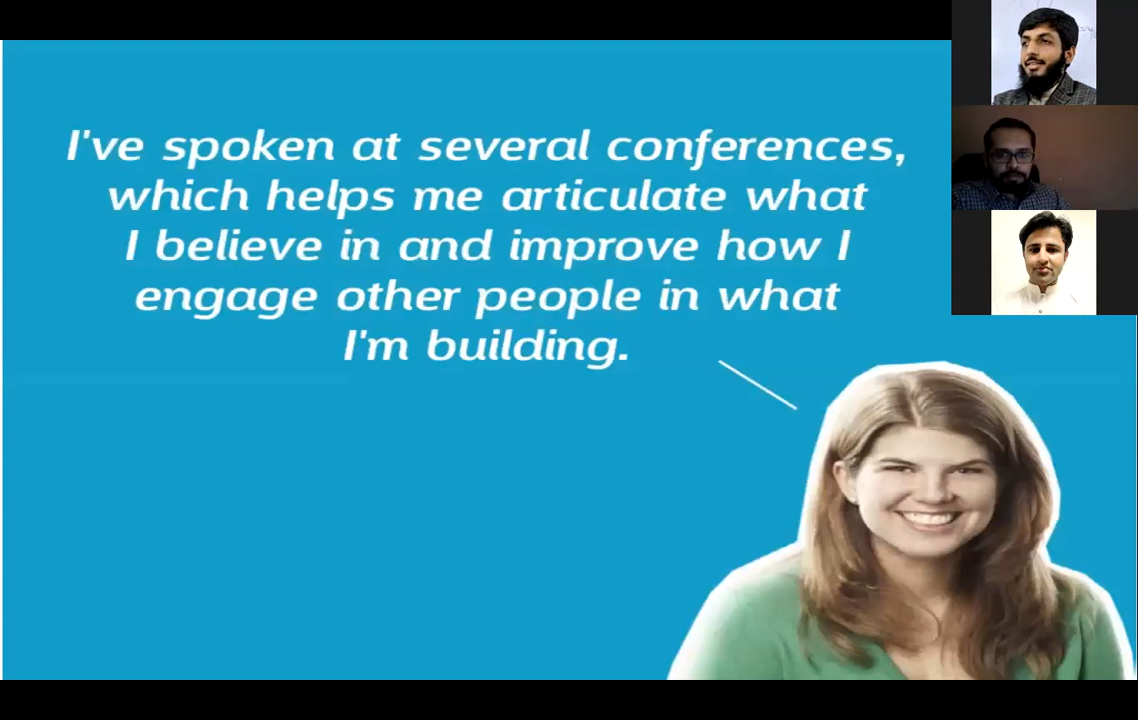 I've spoken at several conferences,
which helps me articulate what
I believe in and improve how I
engage other people in what
I'm building.